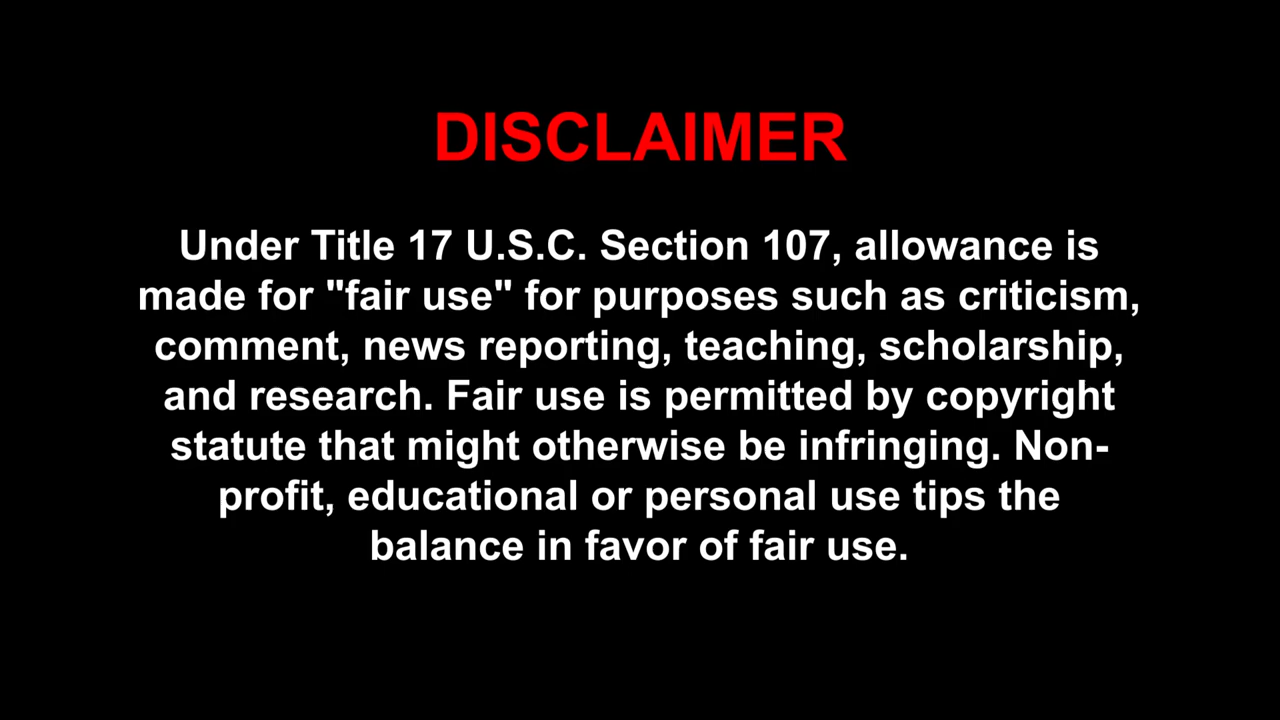 DISCLAIMER
Under Title 17 U.S.C. Section 107, allowance is
made for "fair use" for purposes such as criticism,
comment, news reporting, teaching, scholarship,
and research. Fair use is permitted by copyright
statute that might otherwise be infringing. Non-
profit, educational or personal use tips the
balance in favor of fair use.